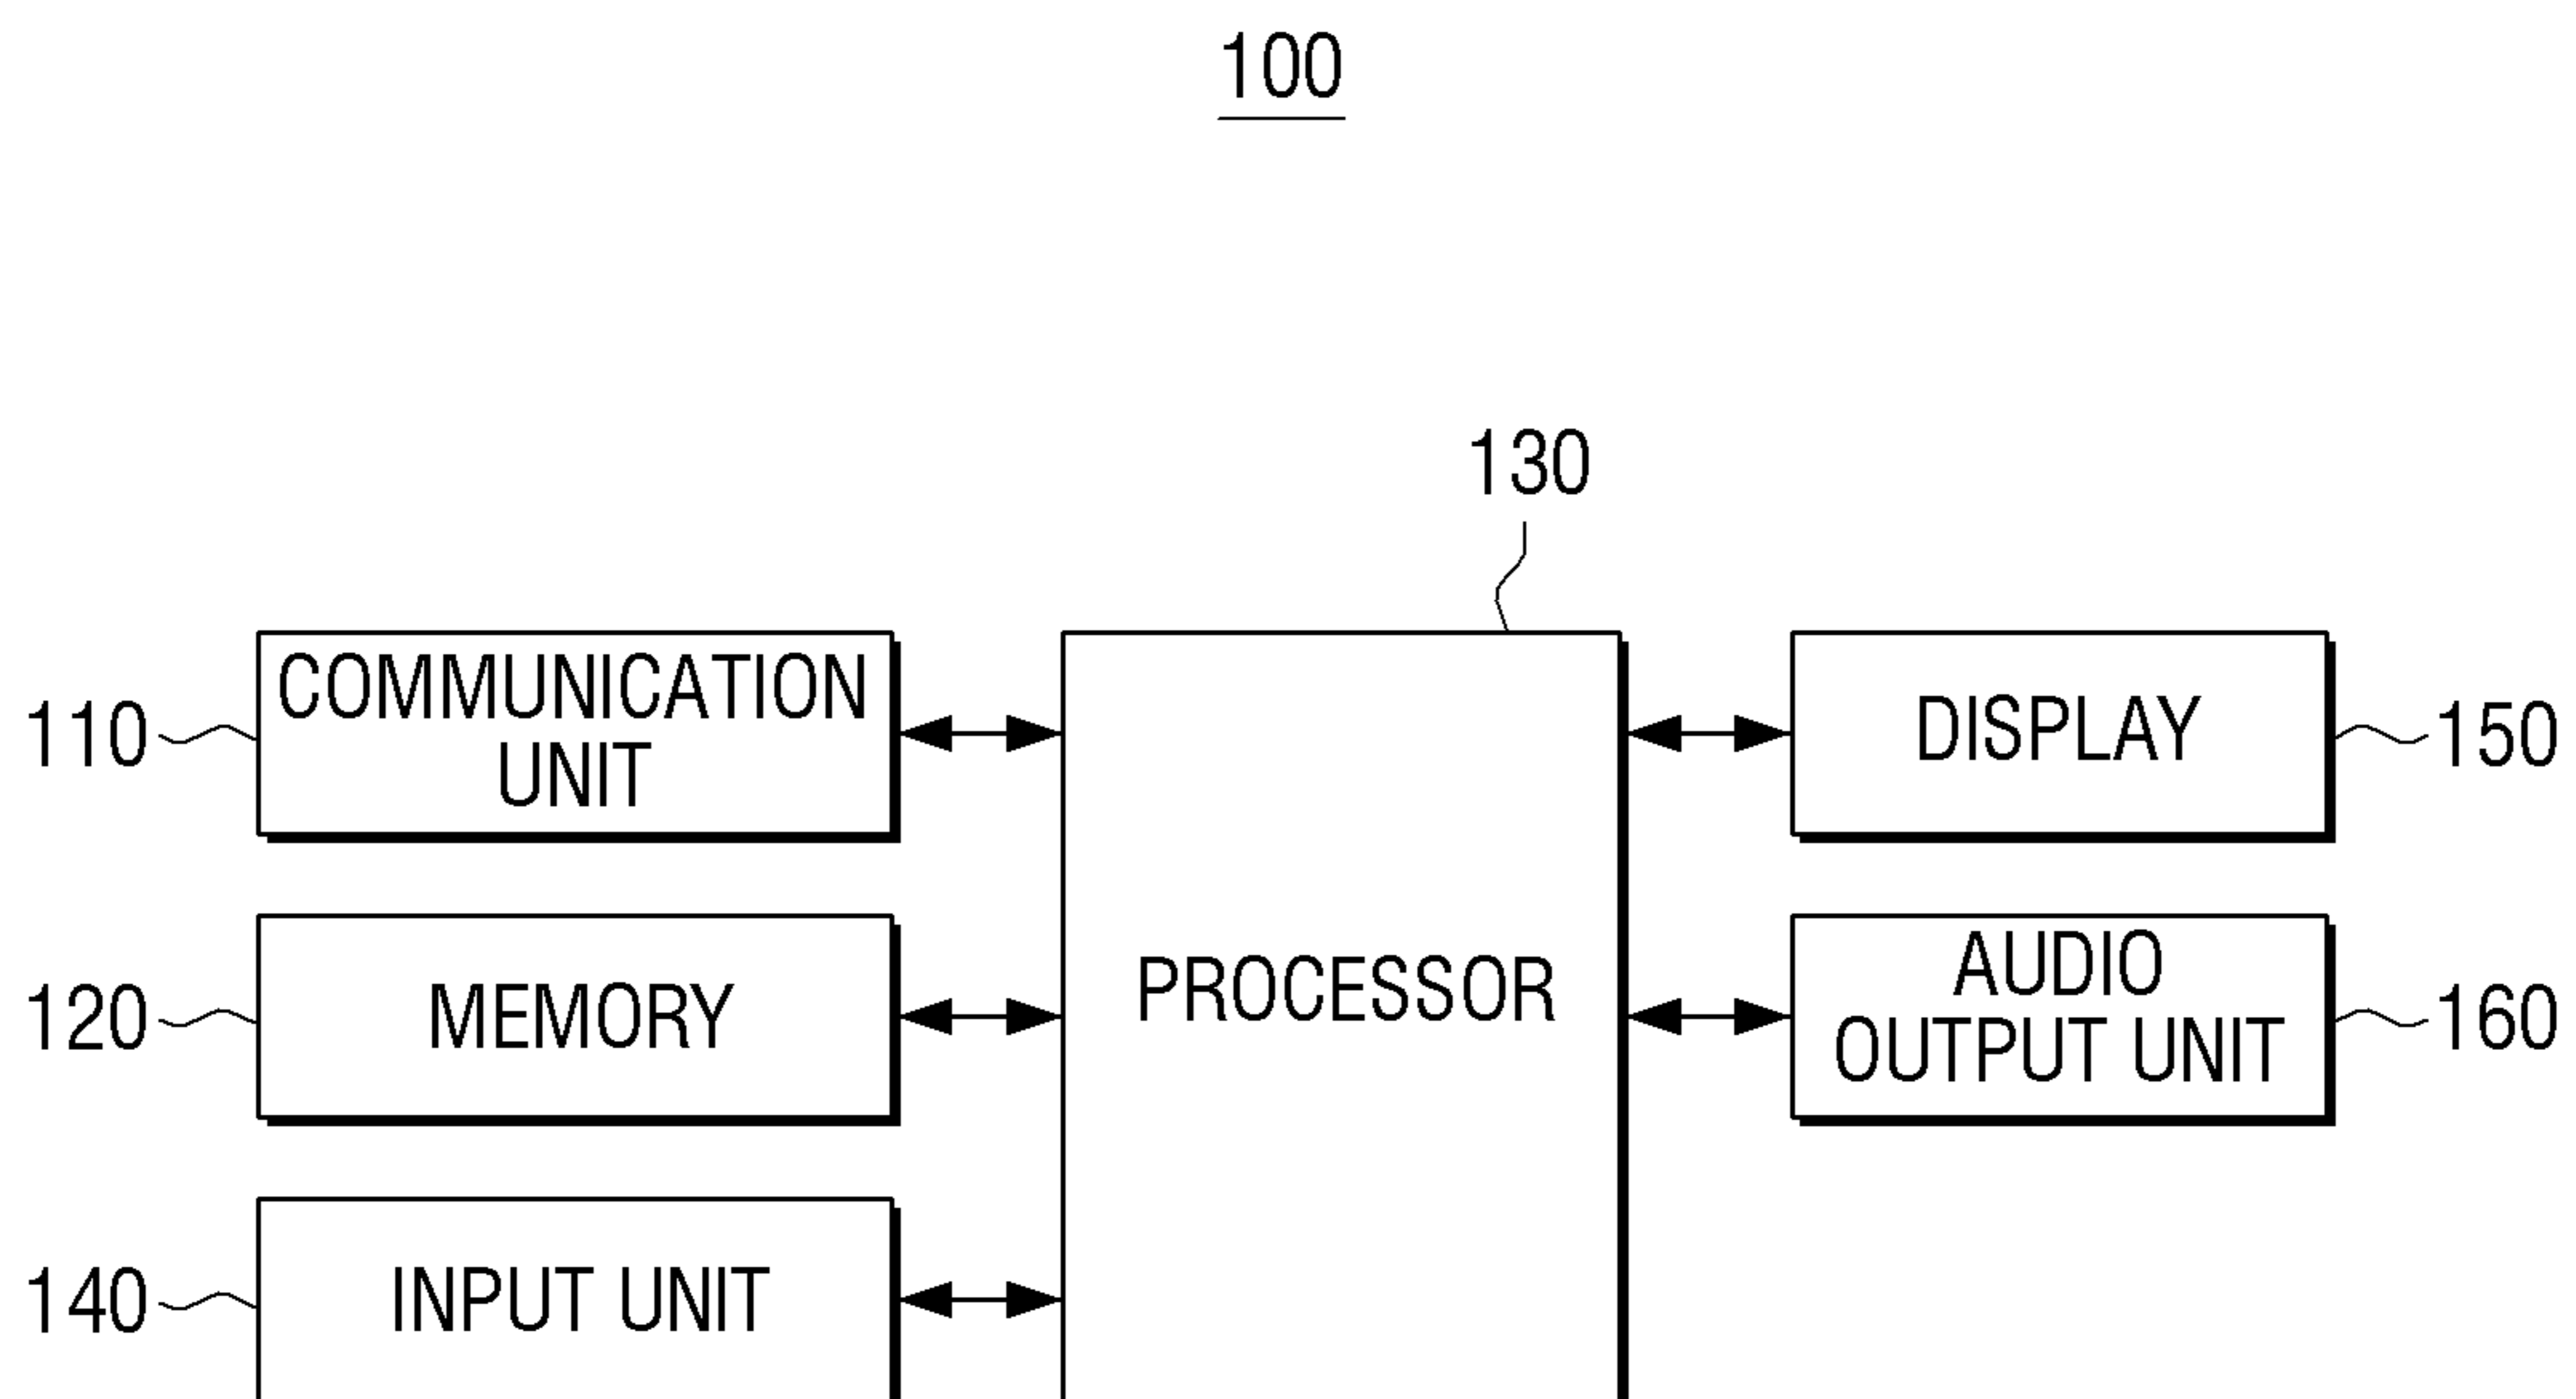 100
130
110
COMMUNICATION
UNIT
DISPLAY
150
120
MEMORY
PROCESSOR
AUDIO
OUTPUT UNIT
160
140
INPUT UNIT